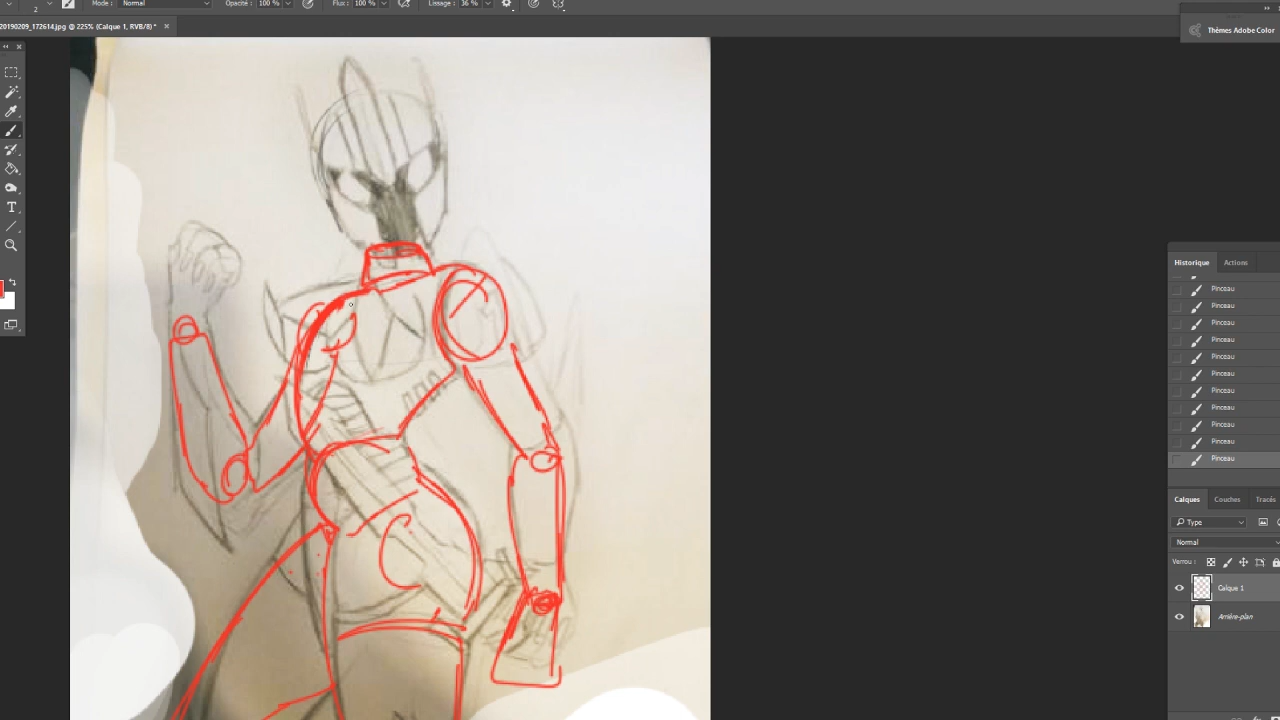 2 Mode : Normal Opacité : 100 % Flux : 100 % Lissage : 36 %
20190209_172614.jpg @ 225% (Calque 1, RVB/8) * ×
Thèmes Adobe Color
T
Historique Actions
Pinceau
Pinceau
Pinceau
Pinceau
Pinceau
Pinceau
Pinceau
Pinceau
Pinceau
Pinceau
Pinceau
Calques Couches Tracés
Type
Normal
Verrou :
Calque 1
Arrière-plan